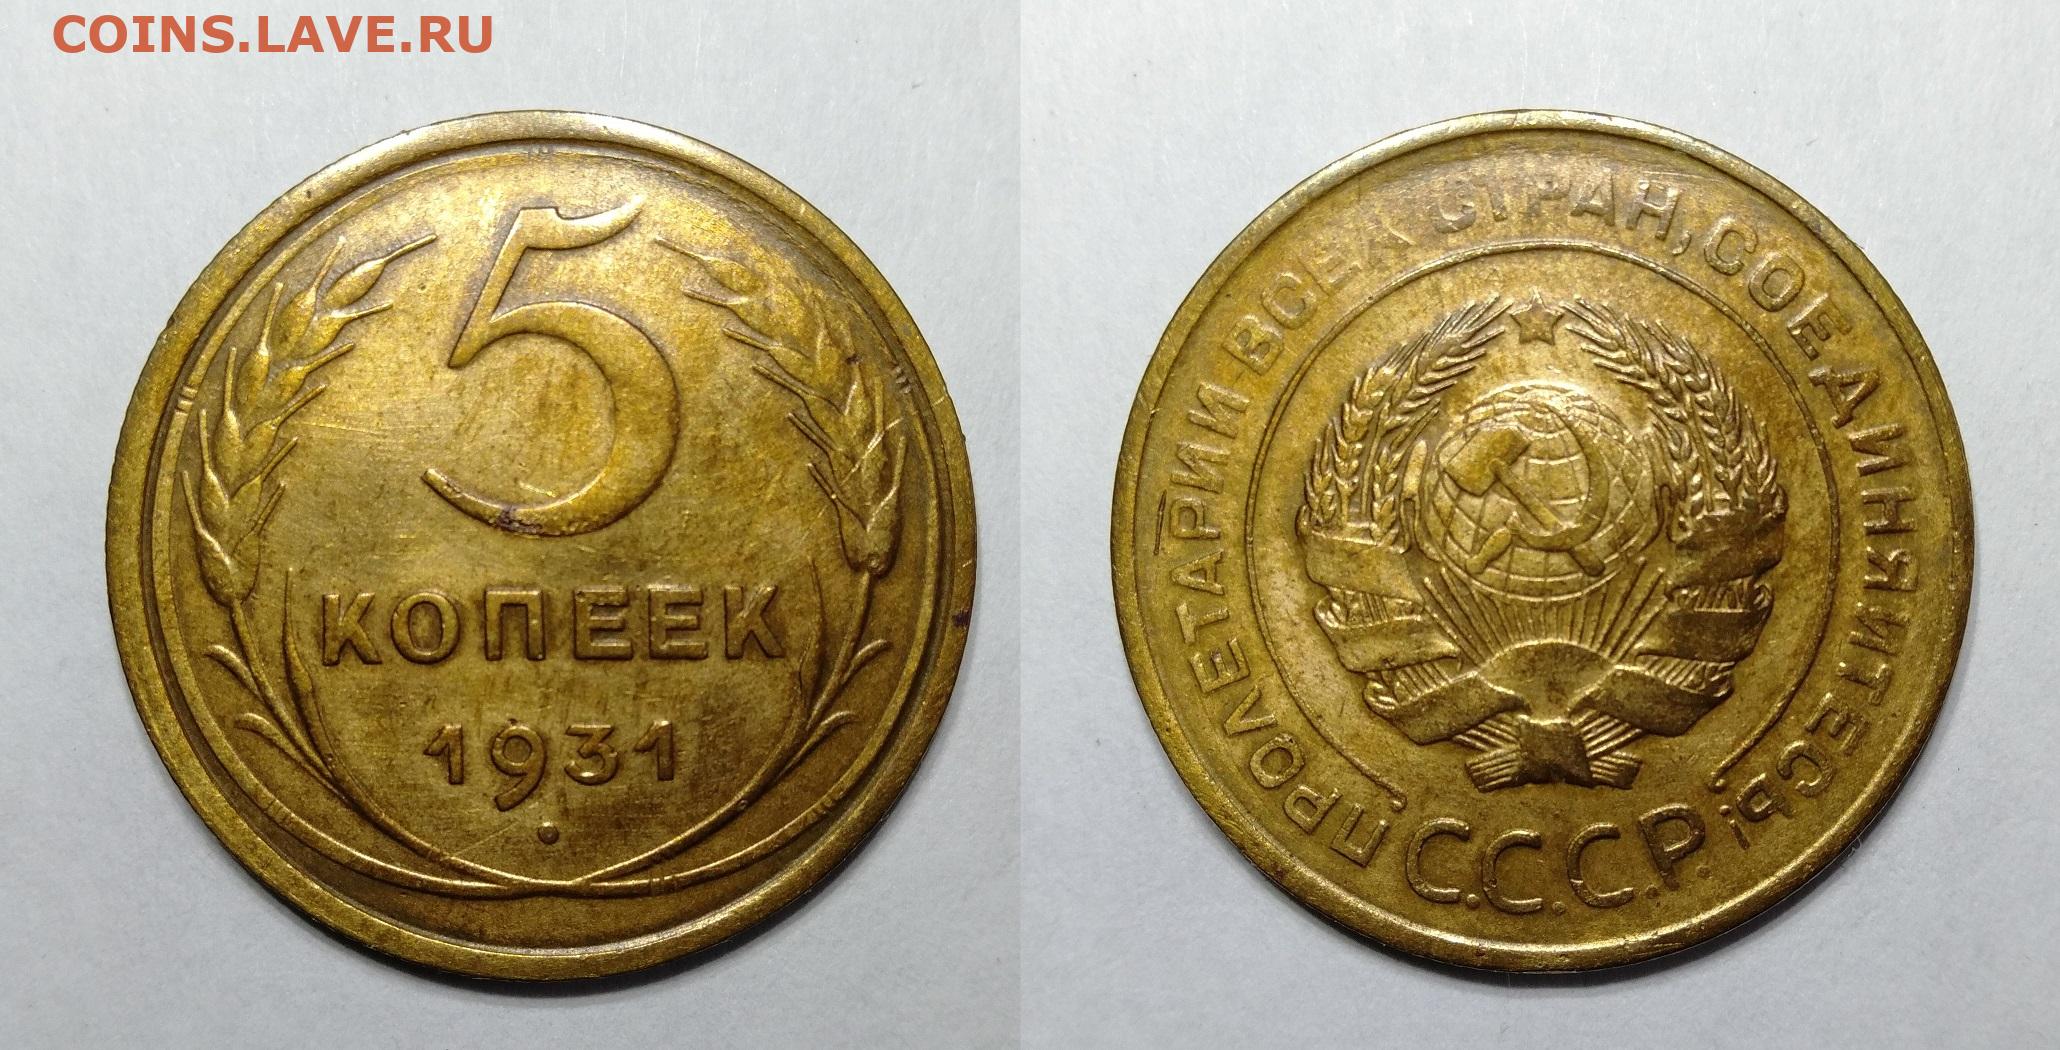 COINS.LAVE.RU
5
КОПЕЕК
1931
ПРОЛЕТАРИИ ВСЕХ СТРАН, СОЕДИНЯЙТЕСЬ!
С.С.С.Р.